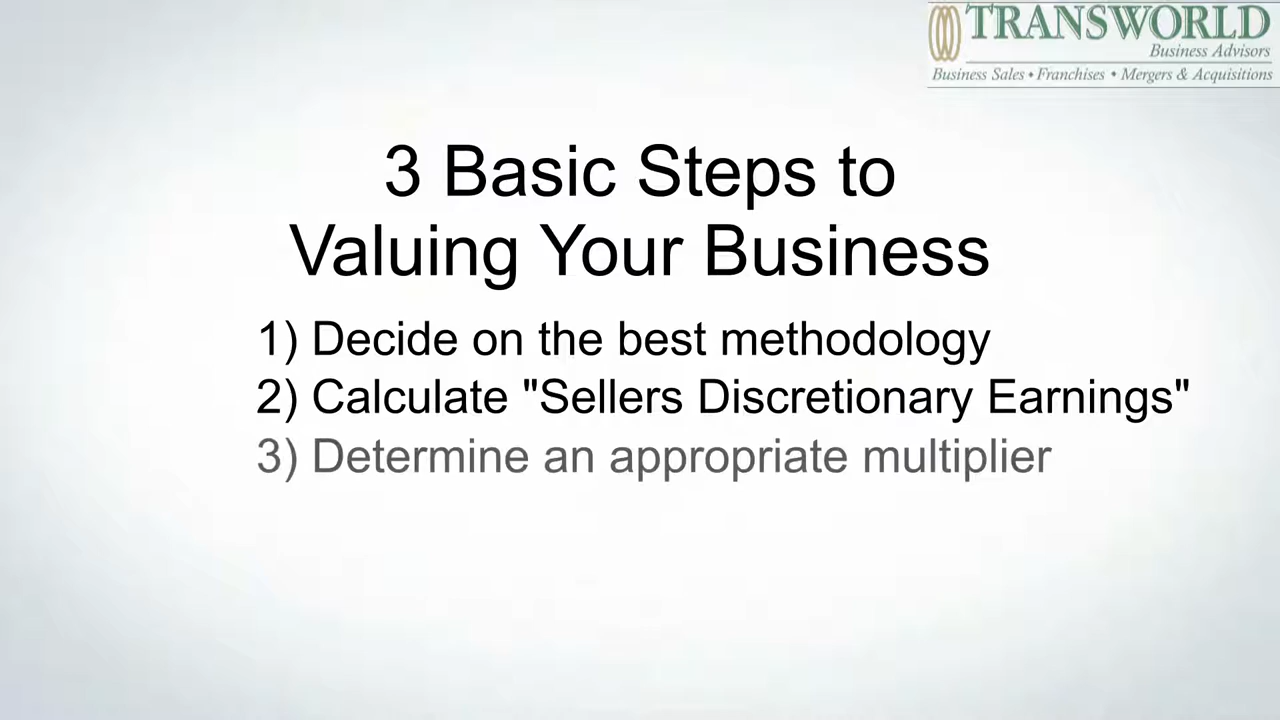 TRANSWORLD
Business Advisors
Business Sales • Franchises • Mergers & Acquisitions
3 Basic Steps to
Valuing Your Business
1) Decide on the best methodology
2) Calculate "Sellers Discretionary Earnings"
3) Determine an appropriate multiplier